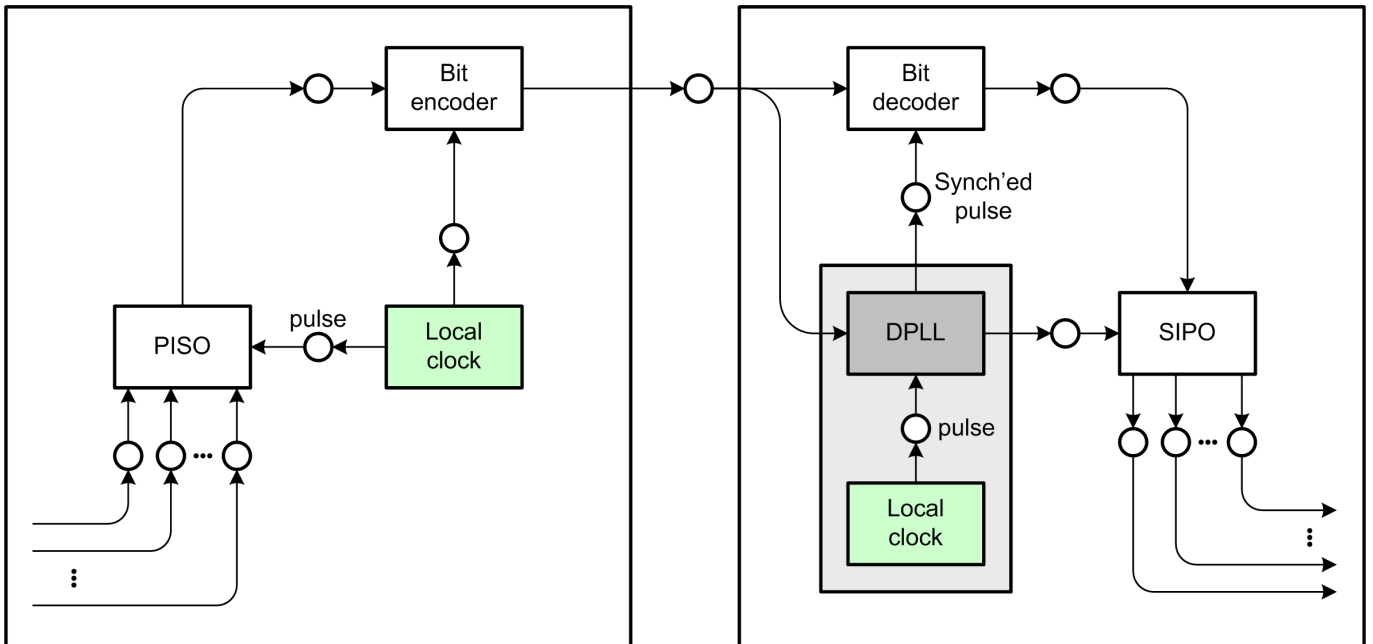 Bit
encoder
Bit
decoder
Synch'ed
pulse
pulse
PISO
Local
clock
DPLL
SIPO
pulse
Local
clock